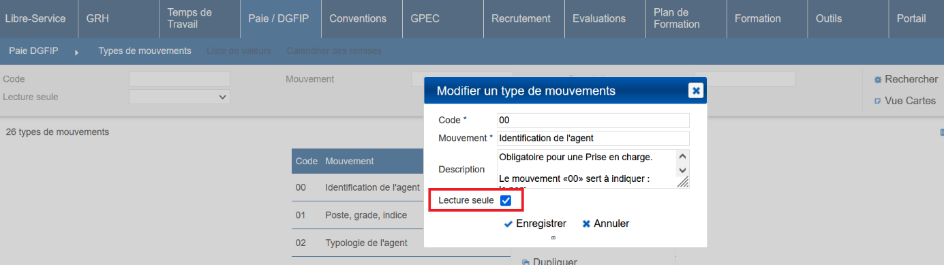 Libre-Service GRH Temps de Travail Paie / DGFIP Conventions GPEC Recrutement Evaluations Plan de Formation Formation Outils Portail
Paie DGFIP Types de mouvements Liste de valeurs Calendrier des remises
Code Mouvement Rechercher
Lecture seule Vue Cartes
26 types de mouvements
Code Mouvement
00 Identification de l'agent
01 Poste, grade, indice
02 Typologie de l'agent
Dupliquer
Modifier un type de mouvements
Code * 00
Mouvement * Identification de l'agent
Description Obligatoire pour une Prise en charge.
Le mouvement «00» sert à indiquer :
Lecture seule
Enregistrer Annuler